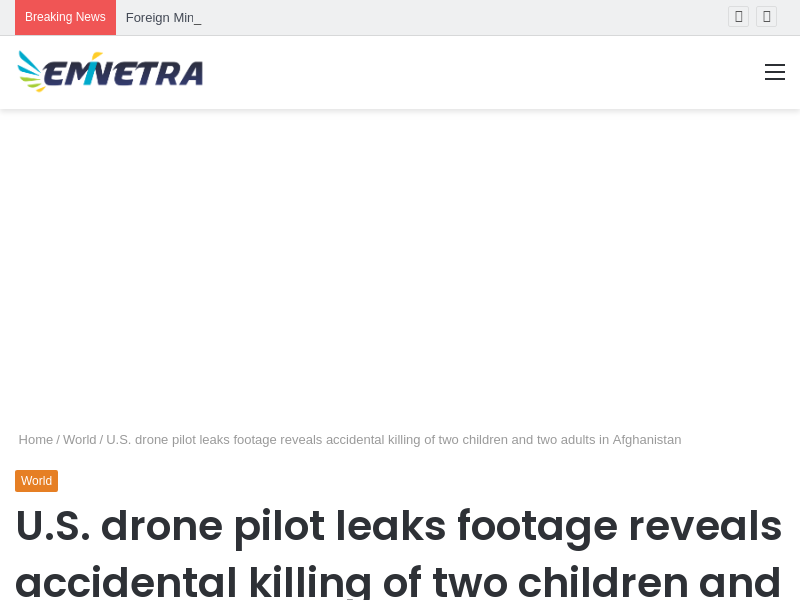 Breaking News
Foreign Min_
EMNETRA
Home / World / U.S. drone pilot leaks footage reveals accidental killing of two children and two adults in Afghanistan
World
U.S. drone pilot leaks footage reveals
accidental killing of two children and